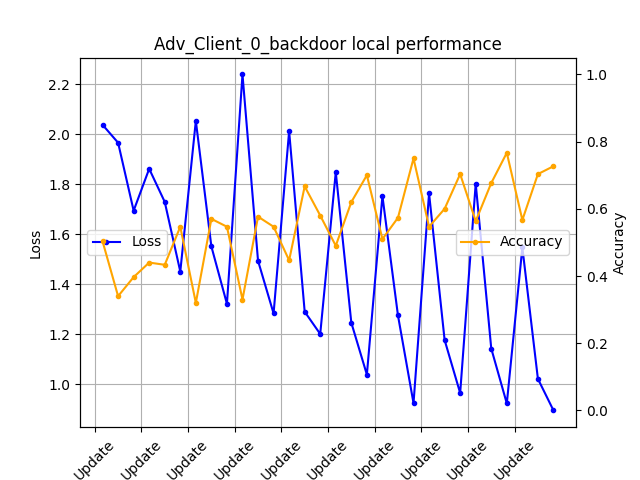 Adv_Client_0_backdoor local performance
2.2
2.0
1.8
1.6
1.4
1.2
1.0
Loss
Loss
Accuracy
1.0
0.8
0.6
0.4
0.2
0.0
Accuracy
Update
Update
Update
Update
Update
Update
Update
Update
Update
Update